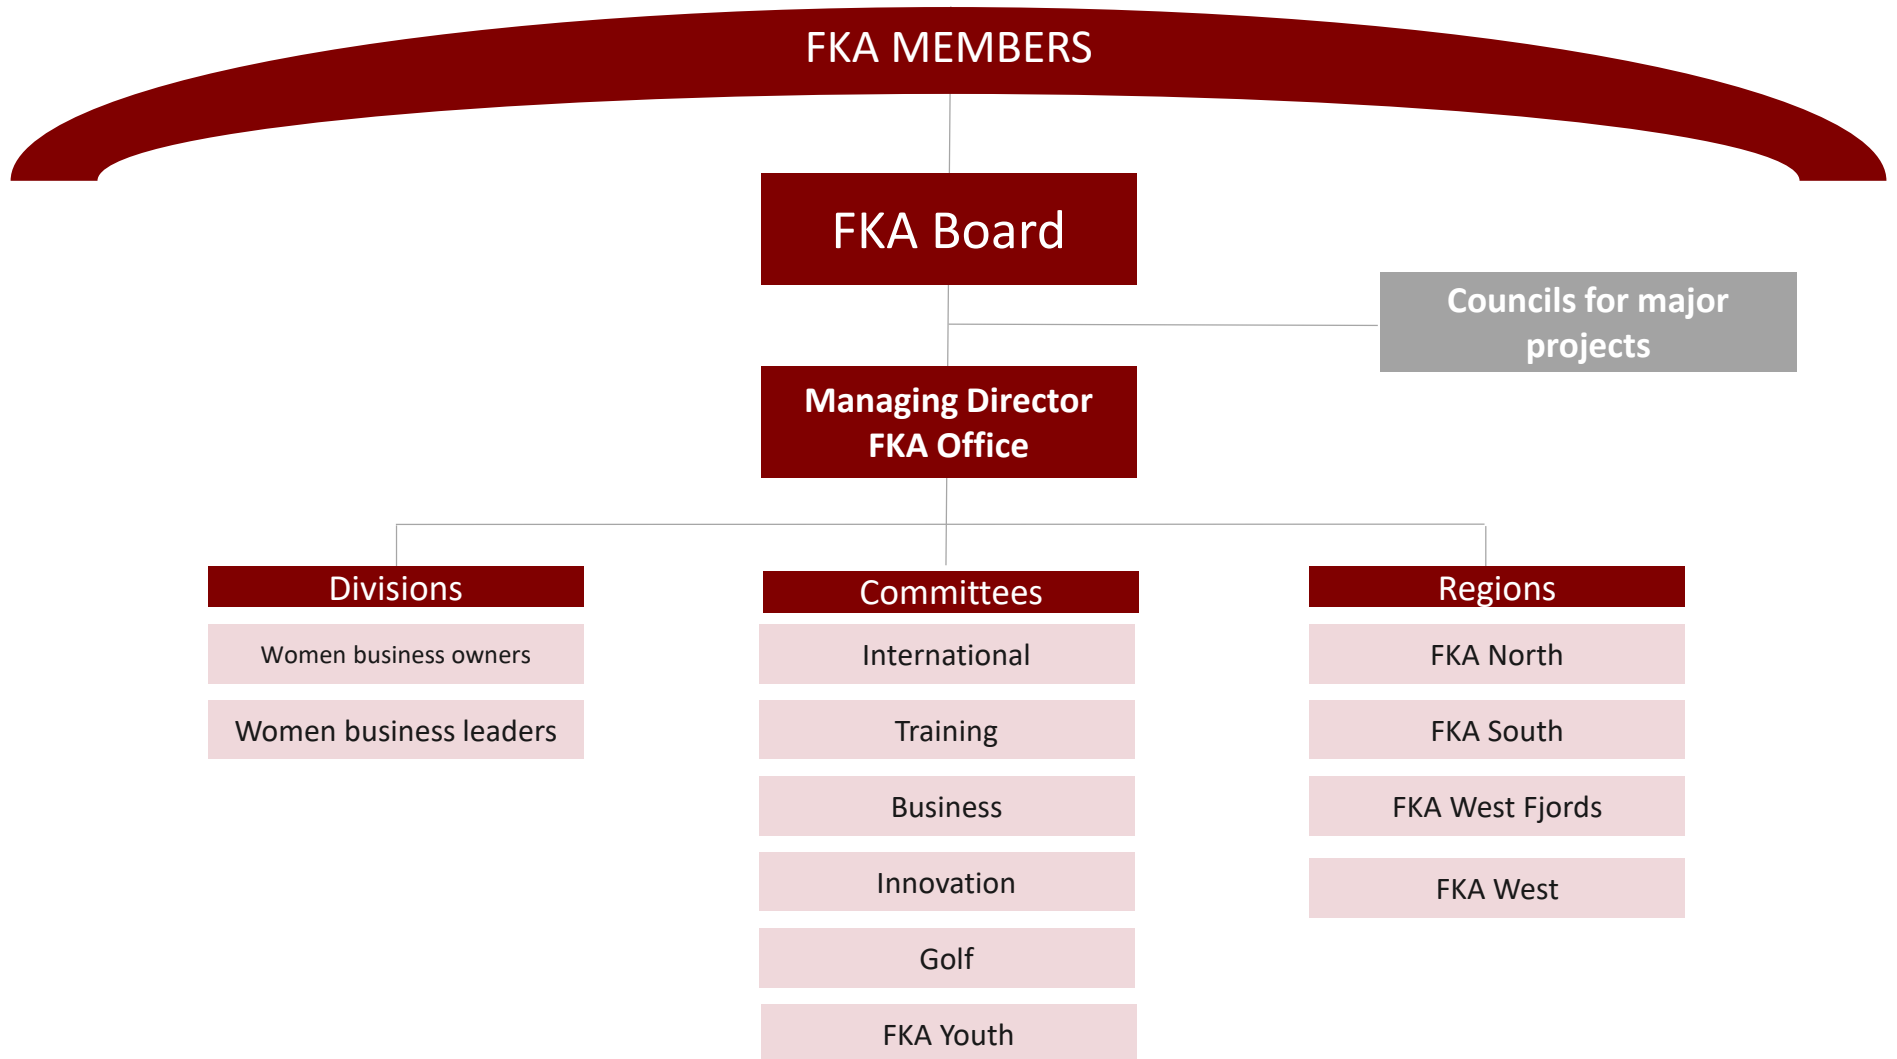 FKA MEMBERS
FKA Board
Councils for major
projects
Managing Director
FKA Office
Divisions
Women business owners
Women business leaders
Committees
International
Training
Business
Innovation
Golf
FKA Youth
Regions
FKA North
FKA South
FKA West Fjords
FKA West